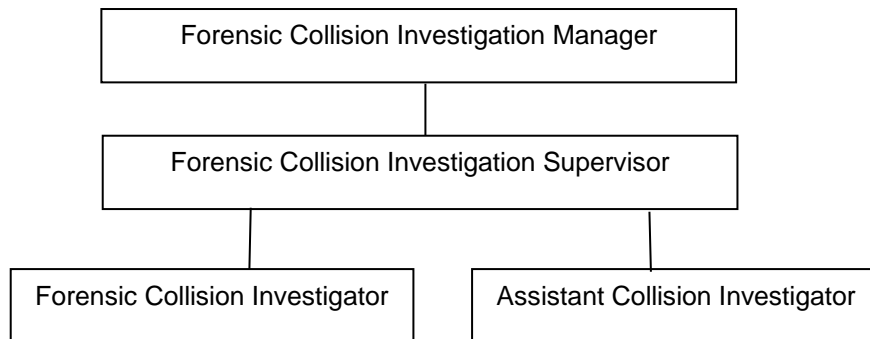 Forensic Collision Investigation Manager
Forensic Collision Investigation Supervisor
Forensic Collision Investigator
Assistant Collision Investigator